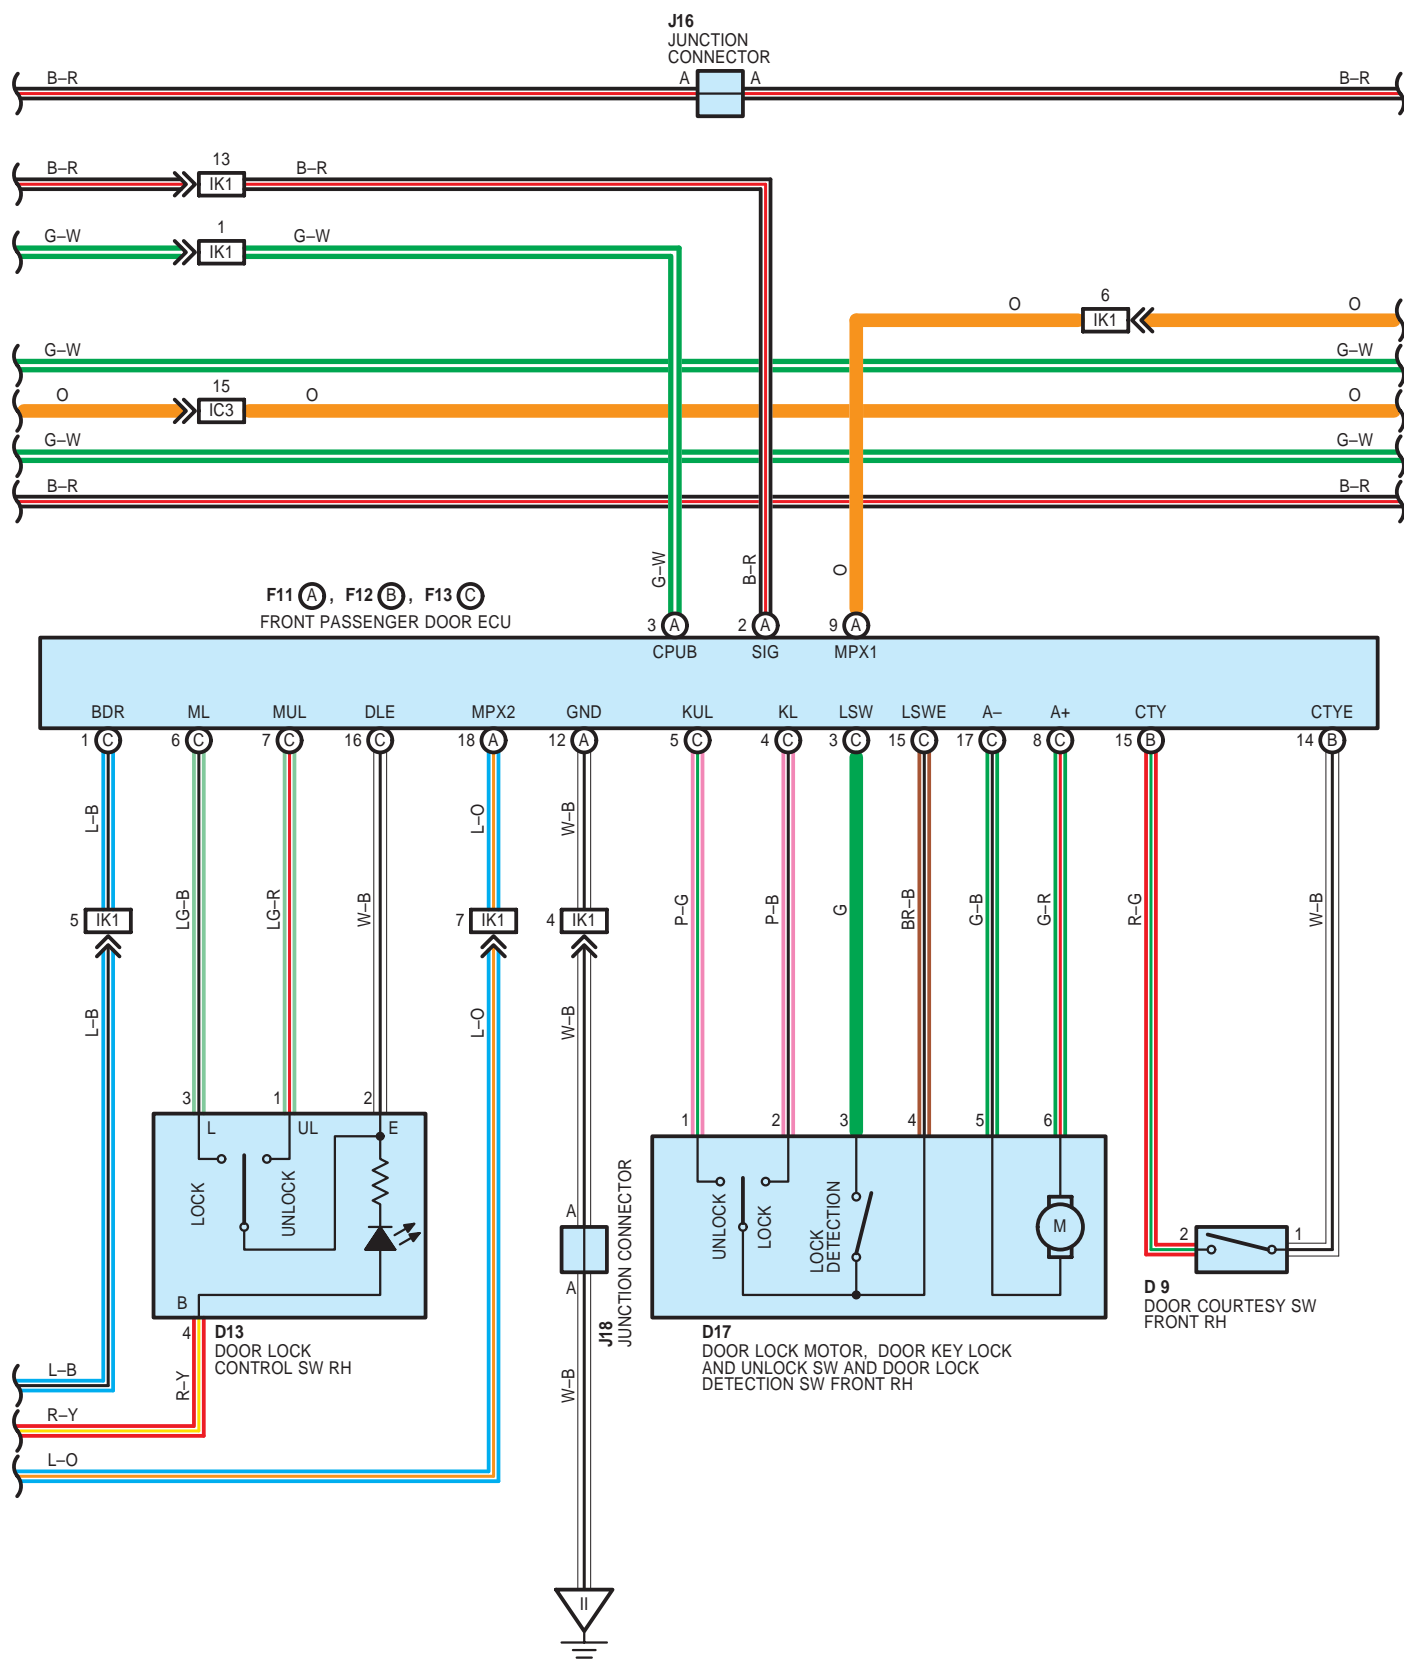 J16
JUNCTION
CONNECTOR
B–R A A B–R
B–R 13 IK1 B–R
G–W 1 IK1 G–W
O 6 IK1 O
G–W G–W
O 15 IC3 O O
G–W G–W
B–R B–R
G–W B–R O
F11 A , F12 B , F13 C
FRONT PASSENGER DOOR ECU
3 A 2 A 9 A
CPUB SIG MPX1
BDR ML MUL DLE MPX2 GND KUL KL LSW LSWE A– A+ CTY CTYE
1 C 6 C 7 C 16 C 18 A 12 A 5 C 4 C 3 C 15 C 17 C 8 C 15 B 14 B
L–B L–O W–B
LG–B LG–R W–B P–G P–B G BR–B G–B G–R R–G W–B
5 IK1 7 IK1 4 IK1
L–B L–O W–B
3 1 2
L UL E
LOCK UNLOCK
B
4
D13
DOOR LOCK
CONTROL SW RH
A
A
J18
JUNCTION CONNECTOR
1 2 3 4 5 6
UNLOCK LOCK
LOCK
DETECTION
M
D17
DOOR LOCK MOTOR, DOOR KEY LOCK
AND UNLOCK SW AND DOOR LOCK
DETECTION SW FRONT RH
2 1
D 9
DOOR COURTESY SW
FRONT RH
L–B
R–Y W–B
R–Y
L–O
II